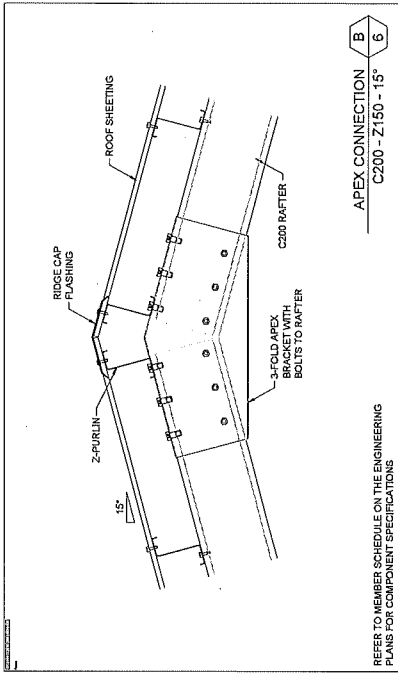 RIDGE CAP
FLASHING
ROOF SHEETING
Z-PURLIN
15°
C200 RAFTER
3-FOLD APEX
BRACKET WITH
BOLTS TO RAFTER
REFER TO MEMBER SCHEDULE ON THE ENGINEERING
PLANS FOR COMPONENT SPECIFICATIONS
APEX CONNECTION
C200 - Z150 - 15°
B
6